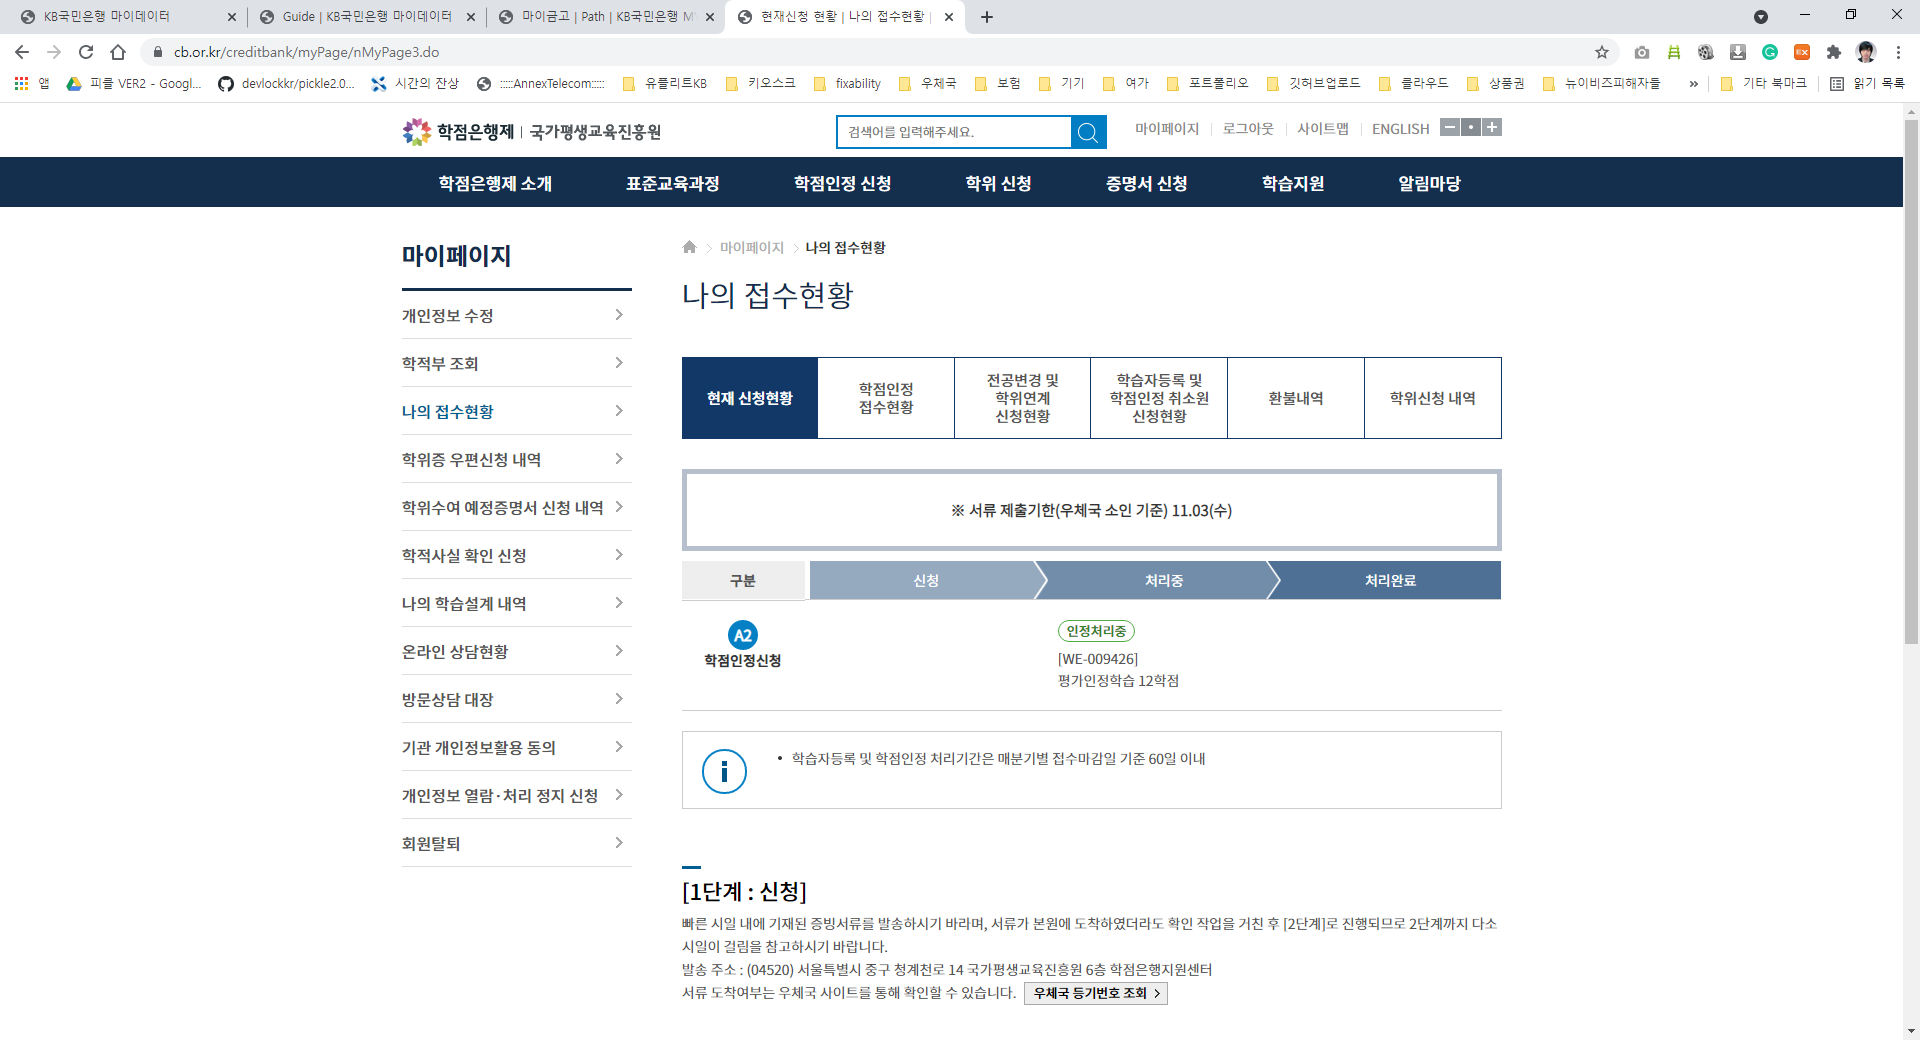 KB국민은행 마이데이터
Guide | KB국민은행 마이데이터
마이금고 | Path | KB국민은행 M
현재신청 현황 | 나의 접수현황 |
cb.or.kr/creditbank/myPage/nMyPage3.do
앱
피클 VER2 - Googl...
devlockkr/pickle2.0...
시간의 잔상
:::::AnnexTelecom:::::
유플리트KB
키오스크
fixability
우체국
보험
기기
여가
포트폴리오
깃허브업로드
클라우드
상품권
뉴이비즈피해자들
»
기타 북마크
읽기 목록
학점은행제 | 국가평생교육진흥원
검색어를 입력해주세요.
마이페이지
로그아웃
사이트맵
ENGLISH
학점은행제 소개
표준교육과정
학점인정 신청
학위 신청
증명서 신청
학습지원
알림마당
마이페이지
개인정보 수정
학적부 조회
나의 접수현황
학위증 우편신청 내역
학위수여 예정증명서 신청 내역
학적사실 확인 신청
나의 학습설계 내역
온라인 상담현황
방문상담 대장
기관 개인정보활용 동의
개인정보 열람·처리 정지 신청
회원탈퇴
마이페이지
나의 접수현황
나의 접수현황
현재 신청현황
학점인정
접수현황
전공변경 및
학위연계
신청현황
학습자등록 및
학점인정 취소원
신청현황
환불내역
학위신청 내역
※ 서류 제출기한(우체국 소인 기준) 11.03(수)
구분
신청
처리중
처리완료
A2
학점인정신청
인정처리중
[WE-009426]
평가인정학습 12학점
• 학습자등록 및 학점인정 처리기간은 매분기별 접수마감일 기준 60일 이내
[1단계 : 신청]
빠른 시일 내에 기재된 증빙서류를 발송하시기 바라며, 서류가 본원에 도착하였더라도 확인 작업을 거친 후 [2단계]로 진행되므로 2단계까지 다소
시일이 걸림을 참고하시기 바랍니다.
발송 주소 : (04520) 서울특별시 중구 청계천로 14 국가평생교육진흥원 6층 학점은행지원센터
서류 도착여부는 우체국 사이트를 통해 확인할 수 있습니다.
우체국 등기번호 조회